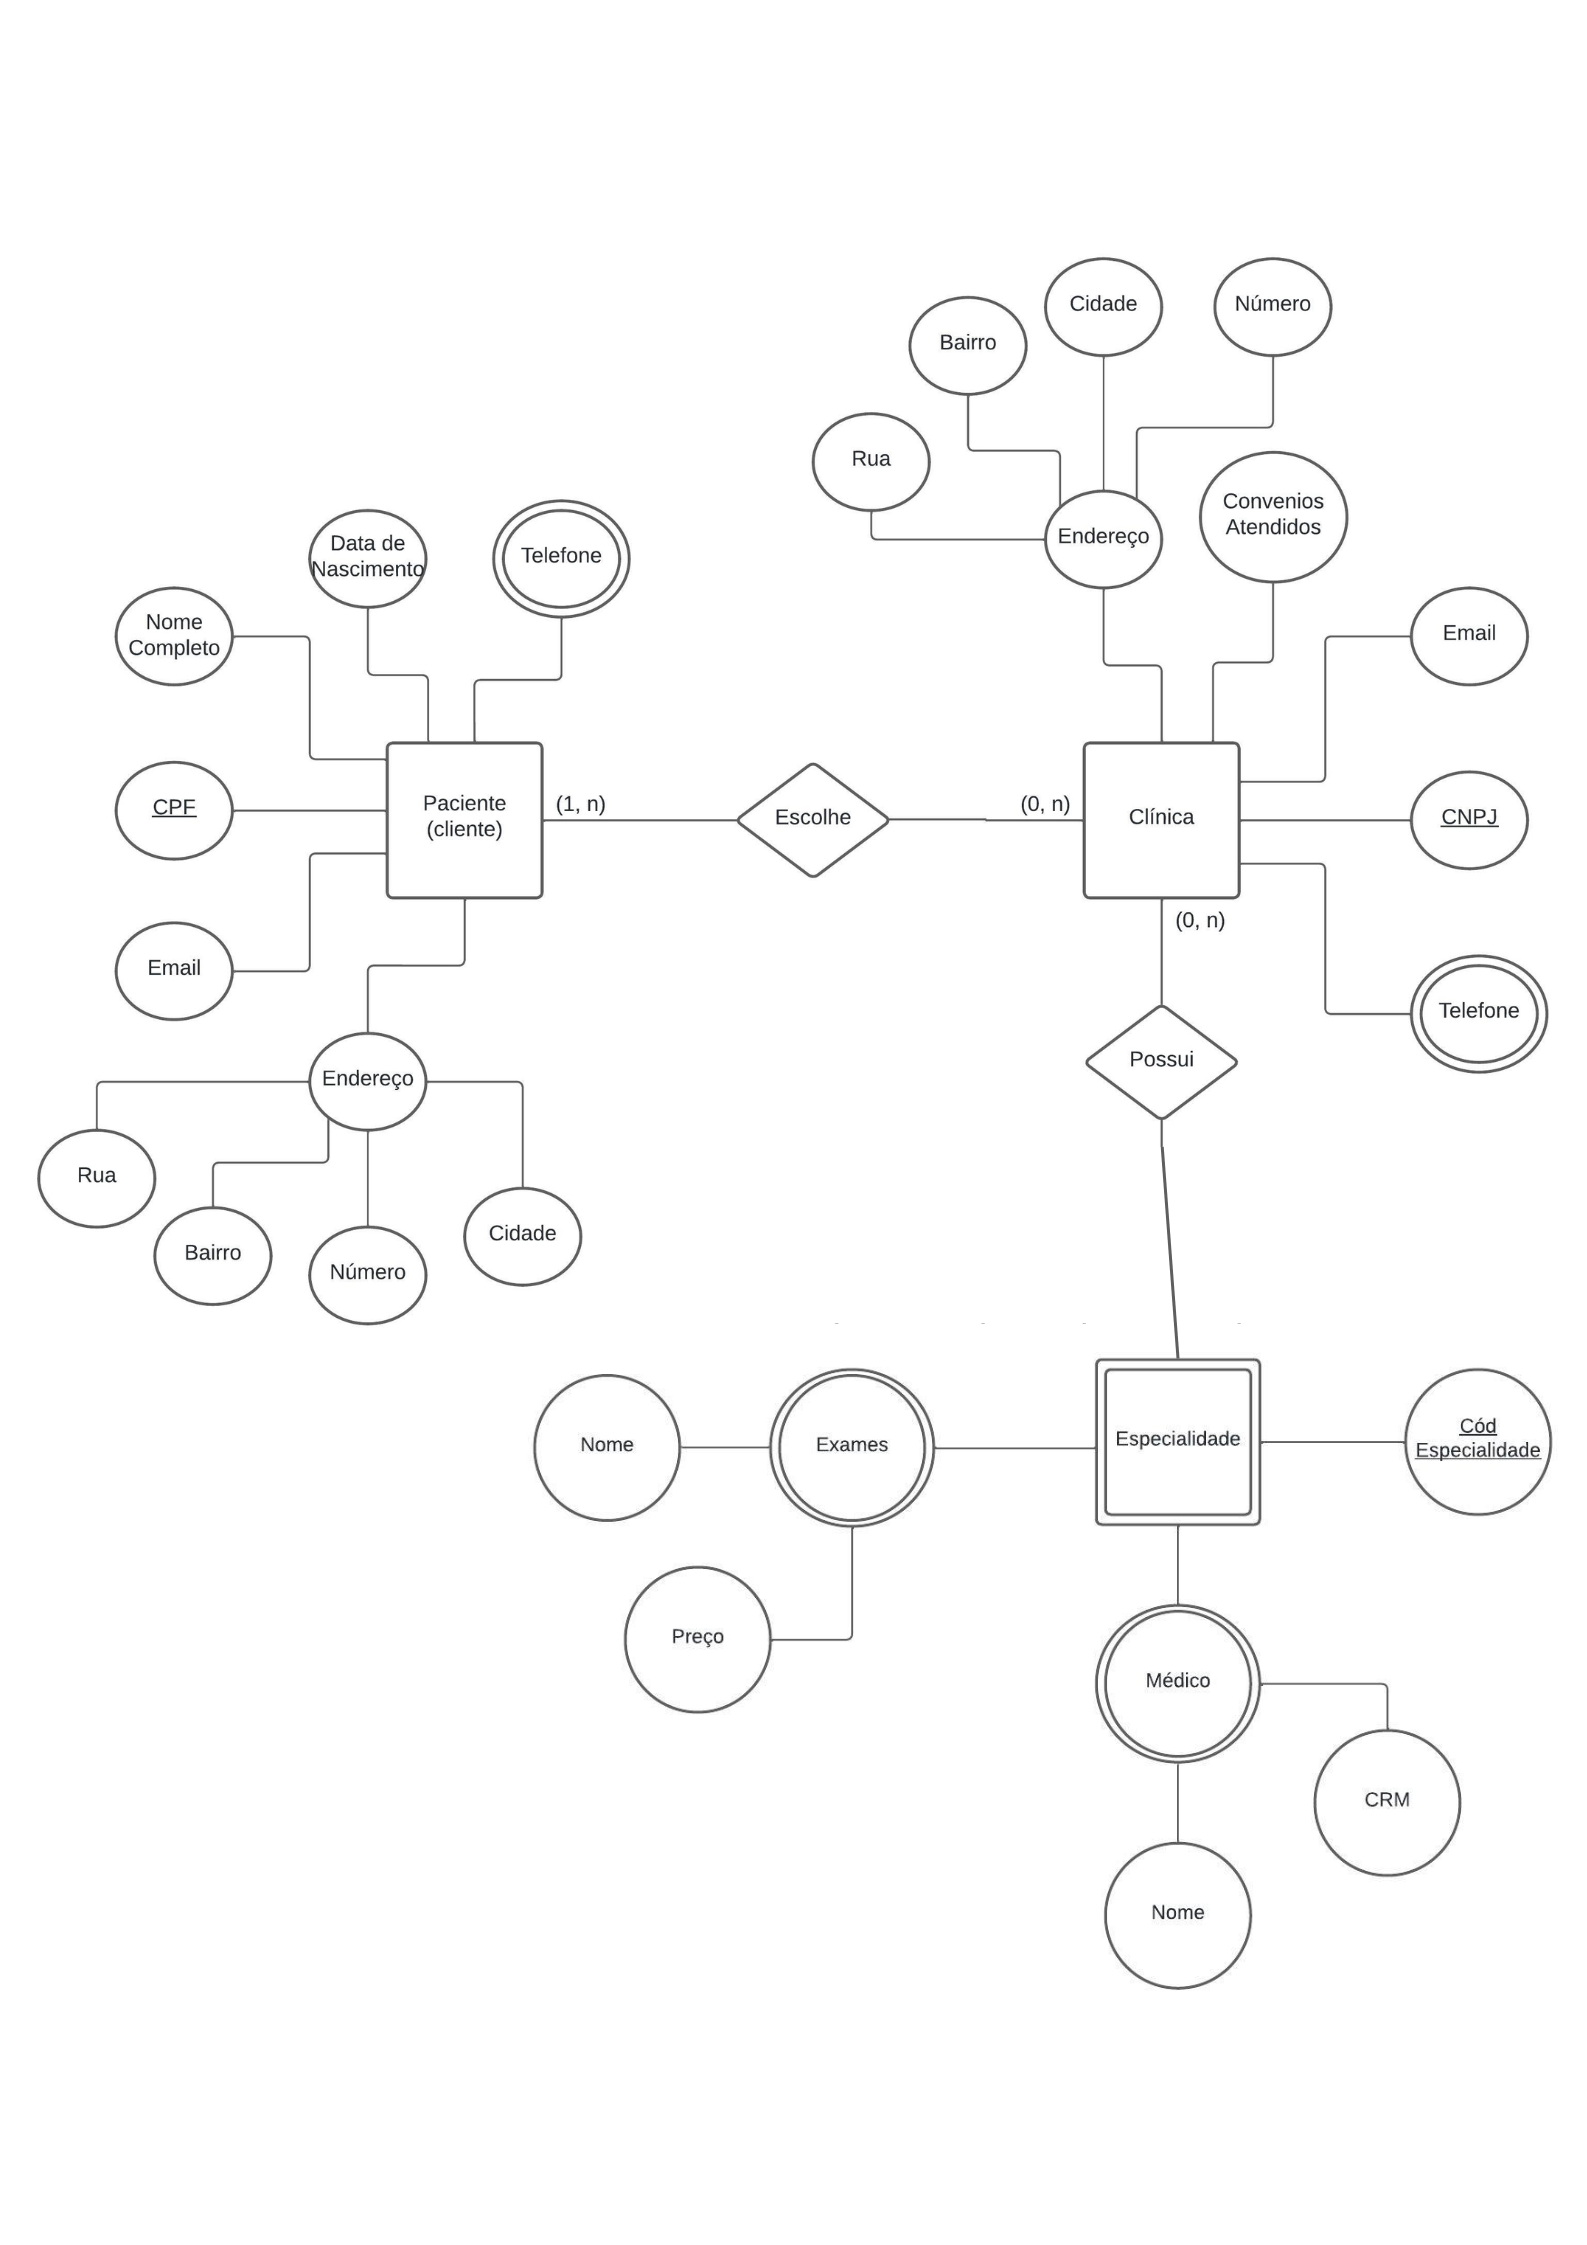 Cidade
Número
Bairro
Rua
Convenios
Atendidos
Endereço
Data de
Nascimento
Telefone
Nome
Completo
Email
CPF
Paciente
(cliente)
(1, n)
Escolhe
(0, n)
Clínica
CNPJ
(0, n)
Email
Telefone
Possui
Endereço
Rua
Bairro
Número
Cidade
Nome
Exames
Especialidade
Cód
Especialidade
Preço
Médico
CRM
Nome